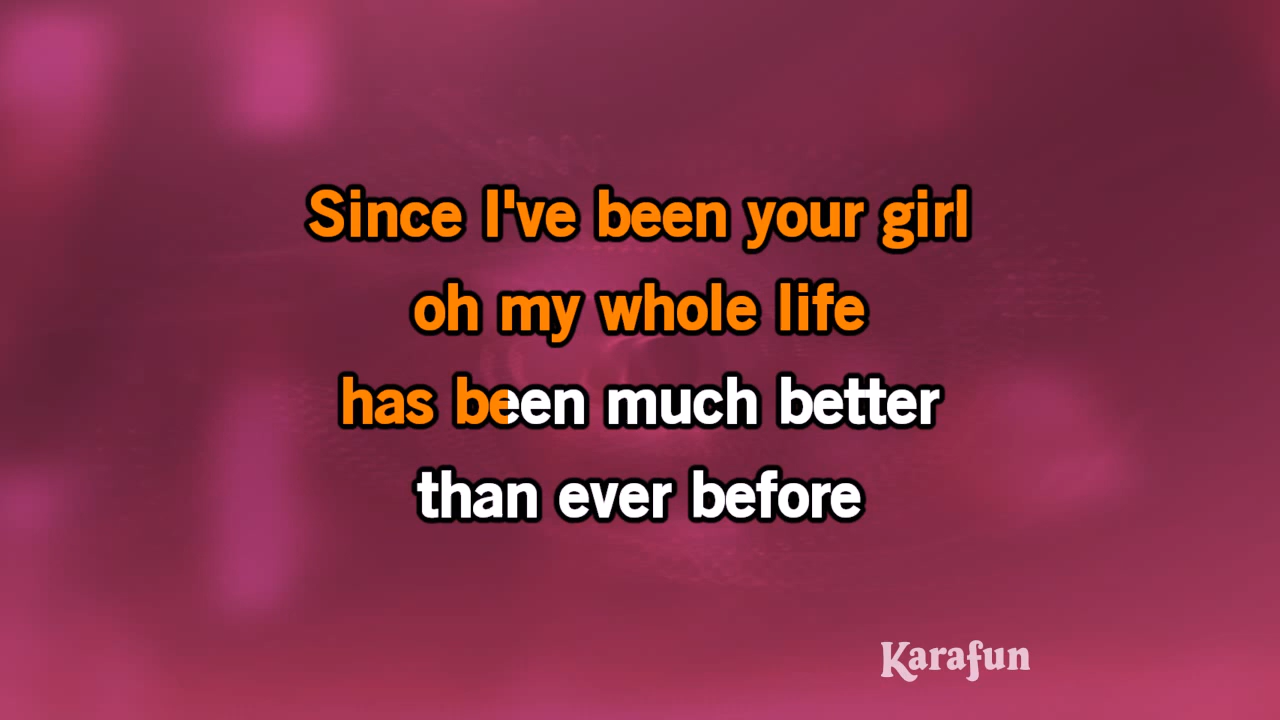 Since I've been your girl
oh my whole life
has been much better
than ever before
Karafun